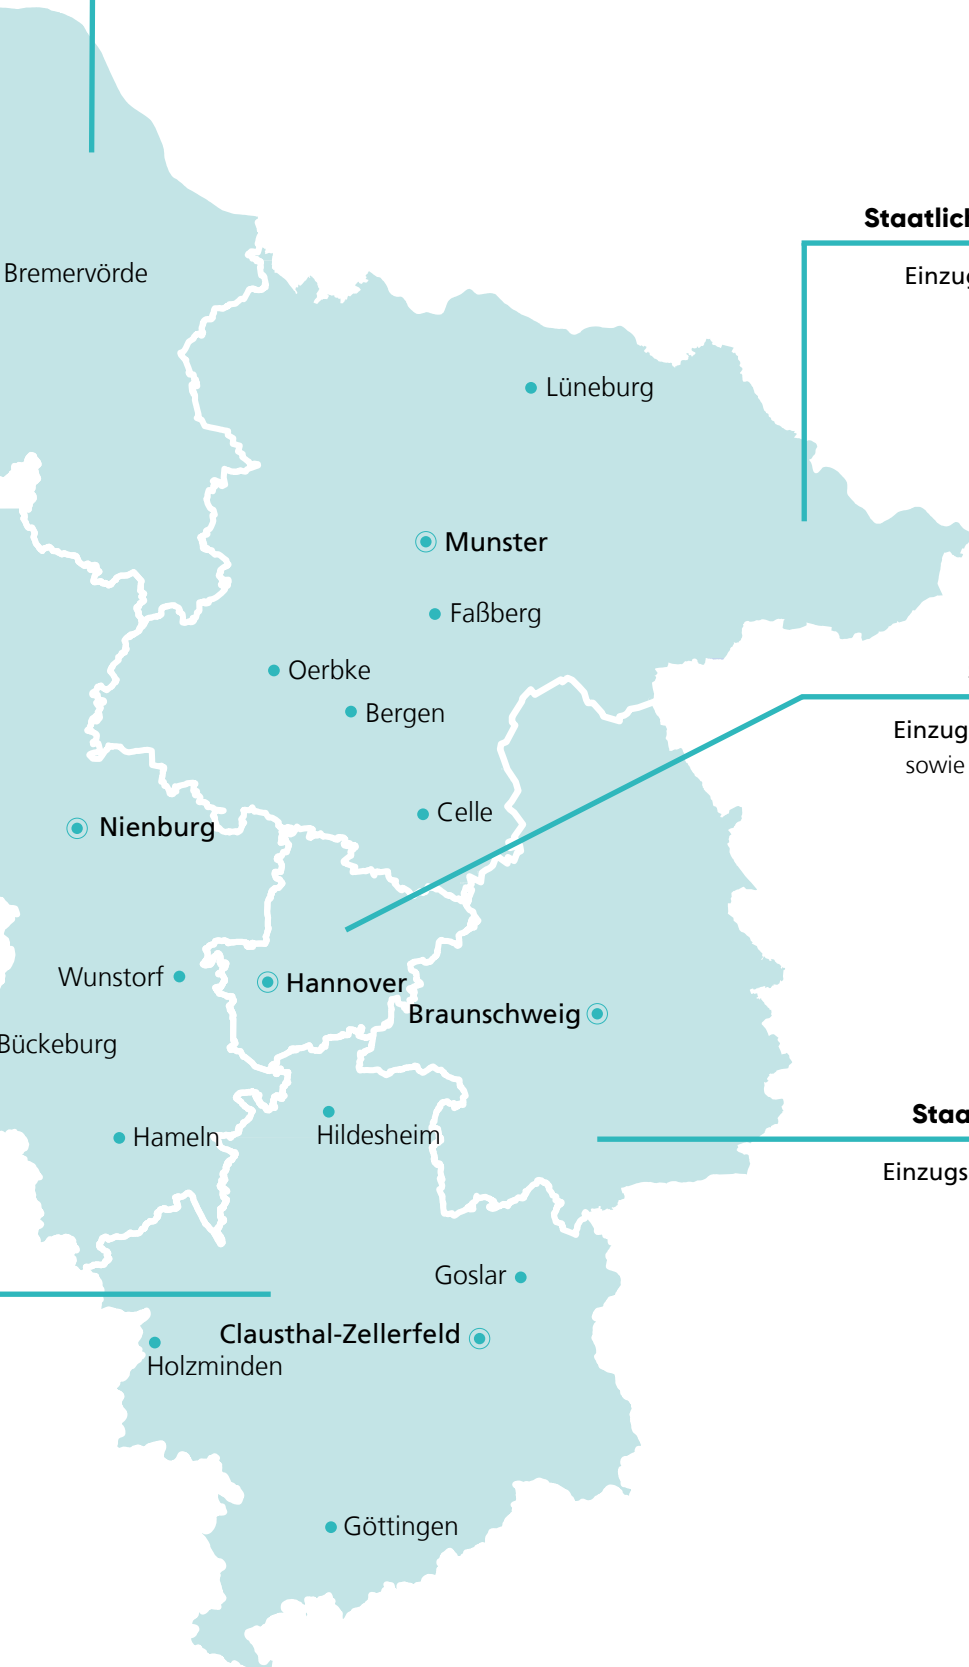 Staatlich
Bremervörde
Einzug
Lüneburg
Munster
Faßberg
Oerbke
Bergen
Einzug
sowie
Celle
Nienburg
Wunstorf
Hannover
Braunschweig
Bückeburg
Staa
Hameln
Hildesheim
Einzugs
Goslar
Clausthal-Zellerfeld
Holzminden
Göttingen